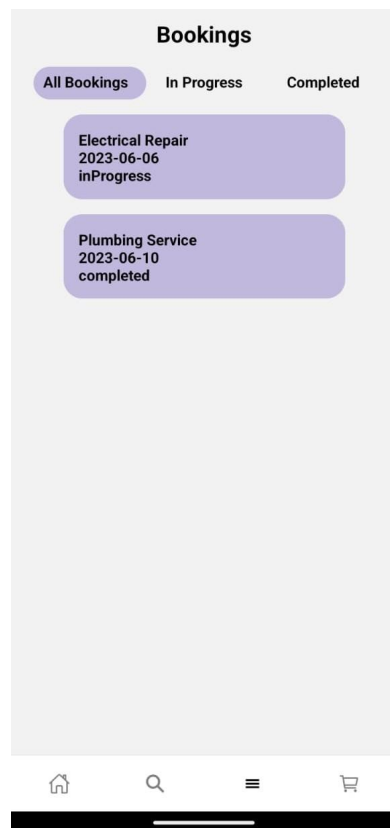 Bookings
All Bookings In Progress Completed
Electrical Repair
2023-06-06
inProgress
Plumbing Service
2023-06-10
completed